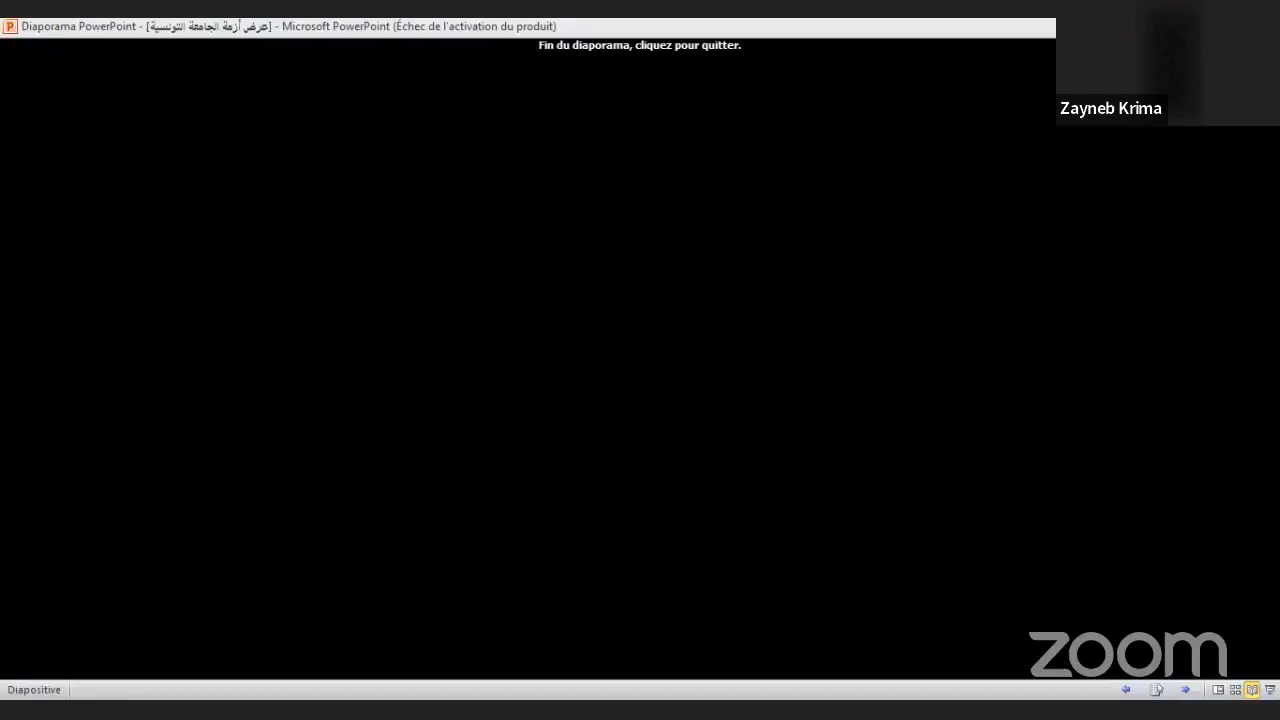 Diaporama PowerPoint - [عرض أزمة الجامعة التونسية] - Microsoft PowerPoint (Échec de l'activation du produit)
Fin du diaporama, cliquez pour quitter.
Zayneb Krima
zoom
Diapositive